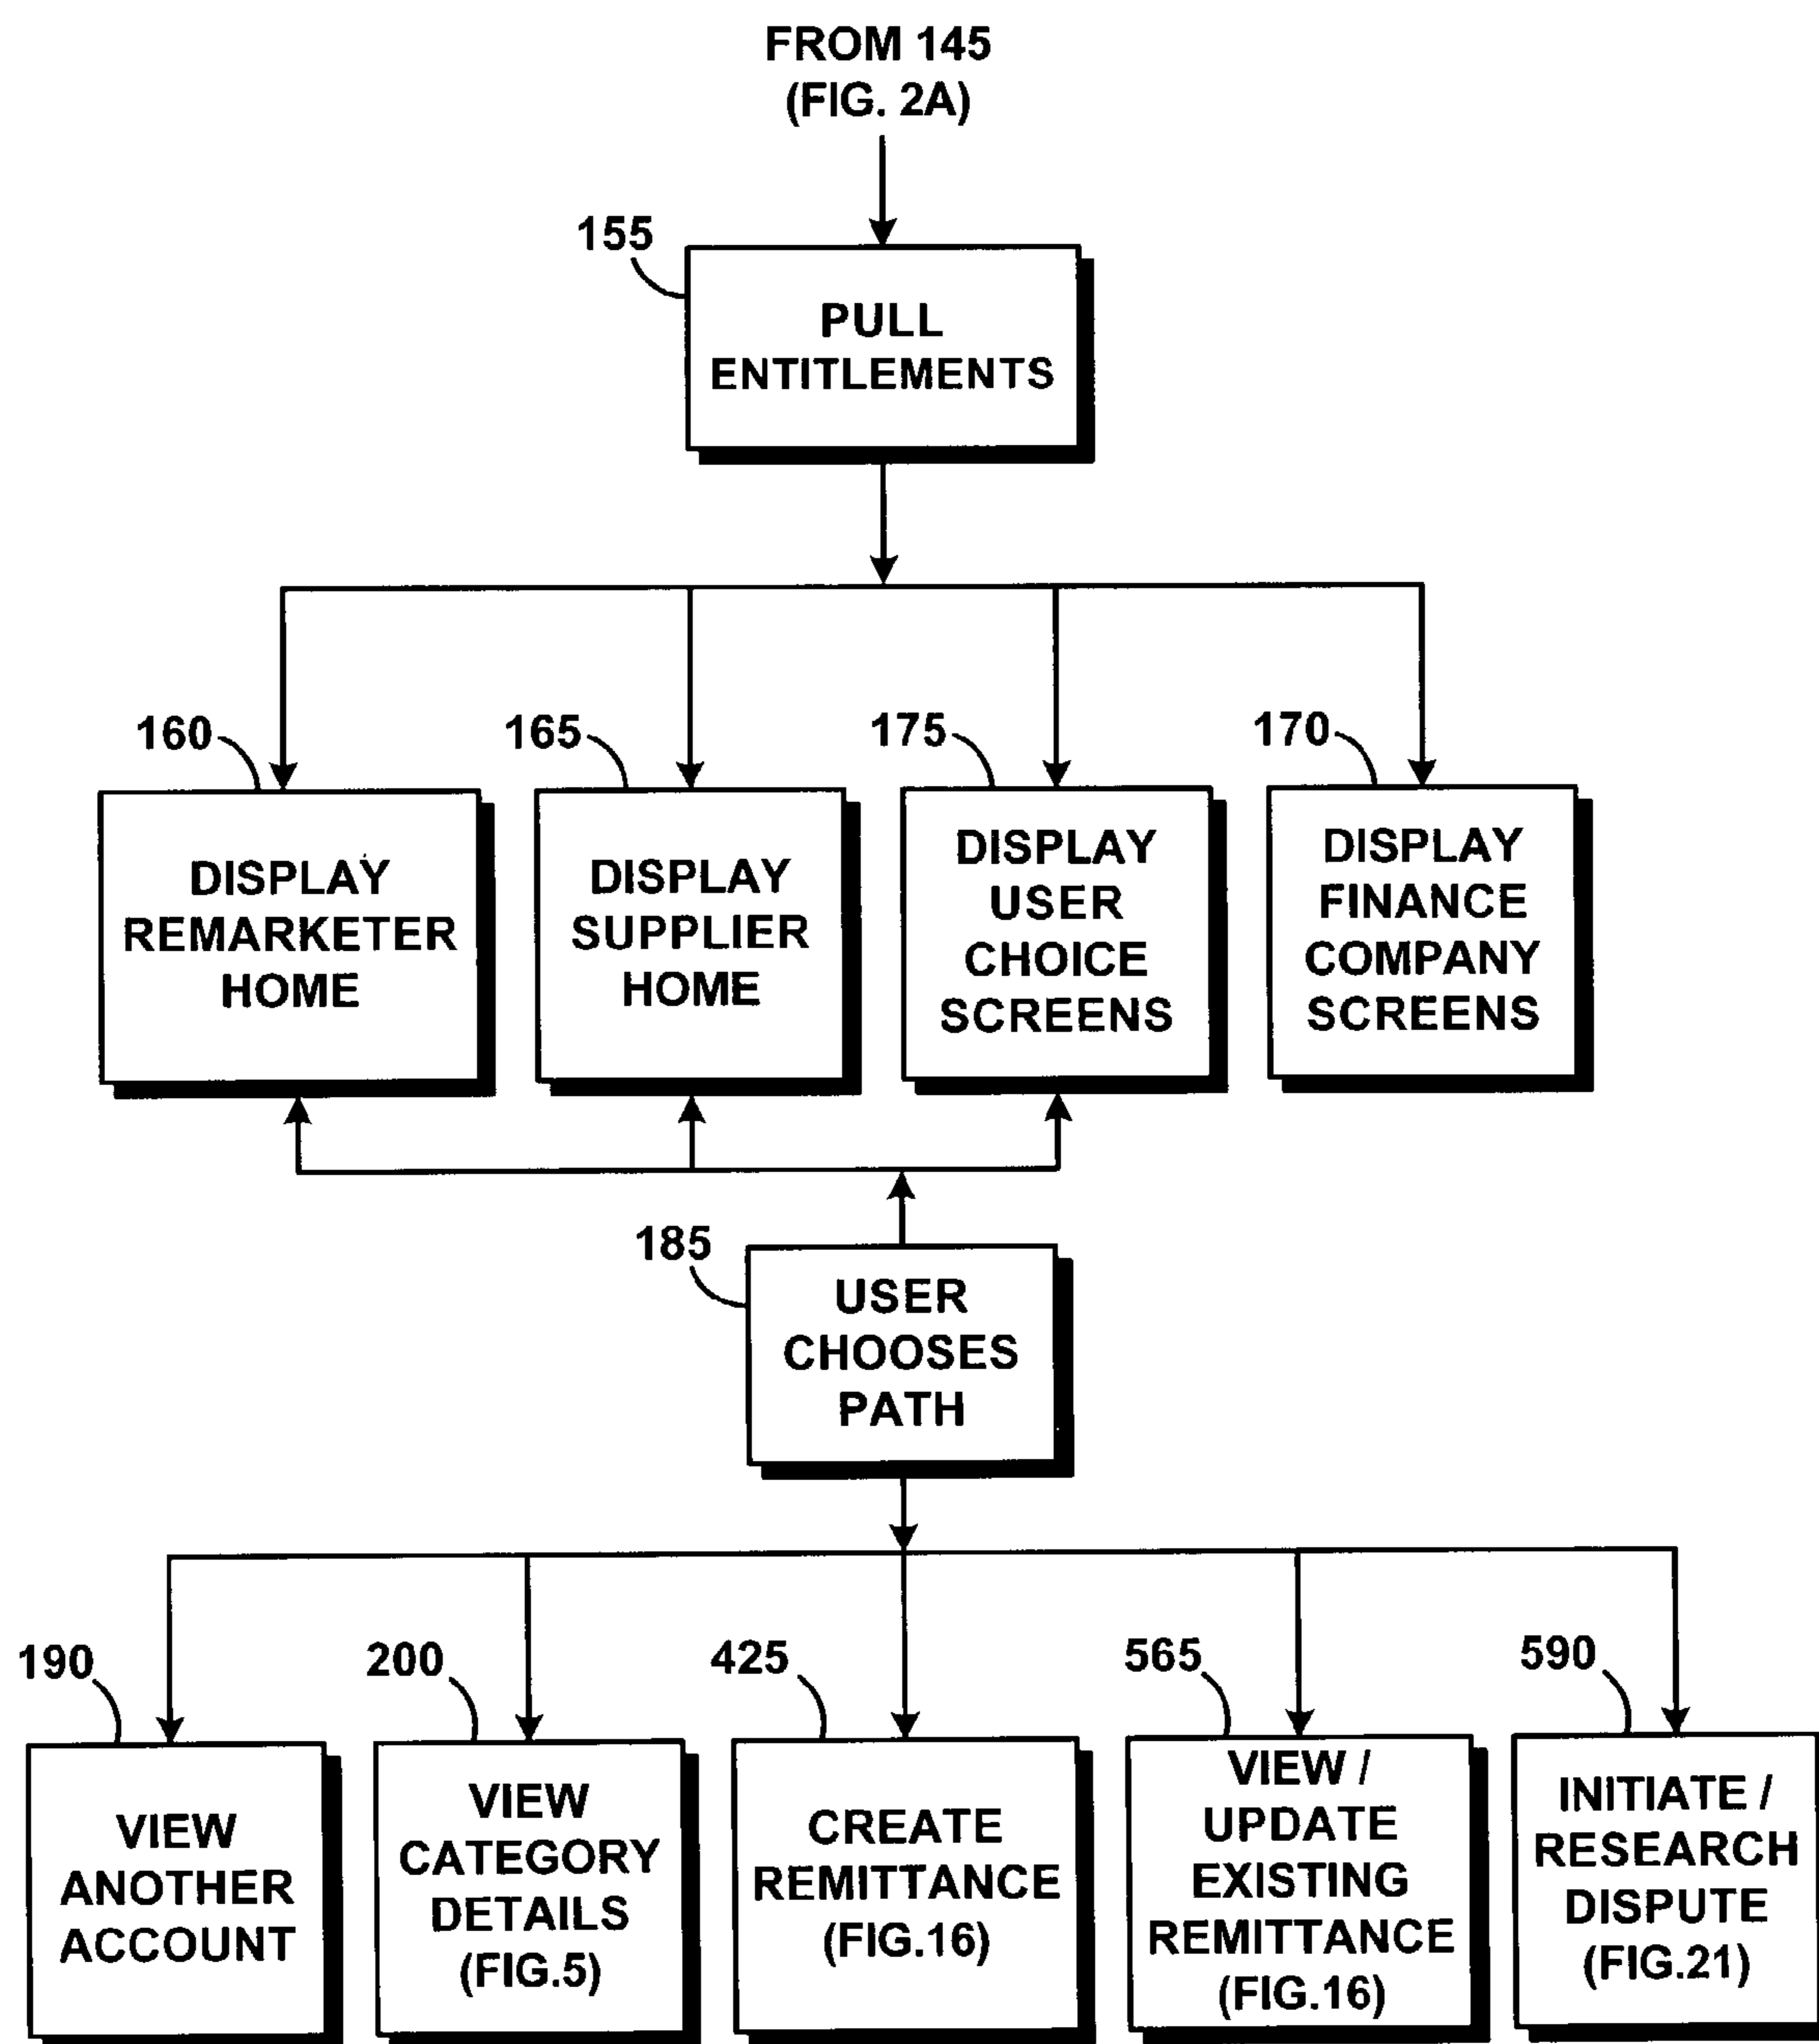 FROM 145
(FIG. 2A)
155
PULL
ENTITLEMENTS
160
165
175
170
DISPLAY
REMARKETER
HOME
DISPLAY
SUPPLIER
HOME
DISPLAY
USER
CHOICE
SCREENS
DISPLAY
FINANCE
COMPANY
SCREENS
185
USER
CHOOSES
PATH
190
200
425
565
590
VIEW
ANOTHER
ACCOUNT
VIEW
CATEGORY
DETAILS
(FIG.5)
CREATE
REMITTANCE
(FIG.16)
VIEW /
UPDATE
EXISTING
REMITTANCE
(FIG.16)
INITIATE /
RESEARCH
DISPUTE
(FIG.21)